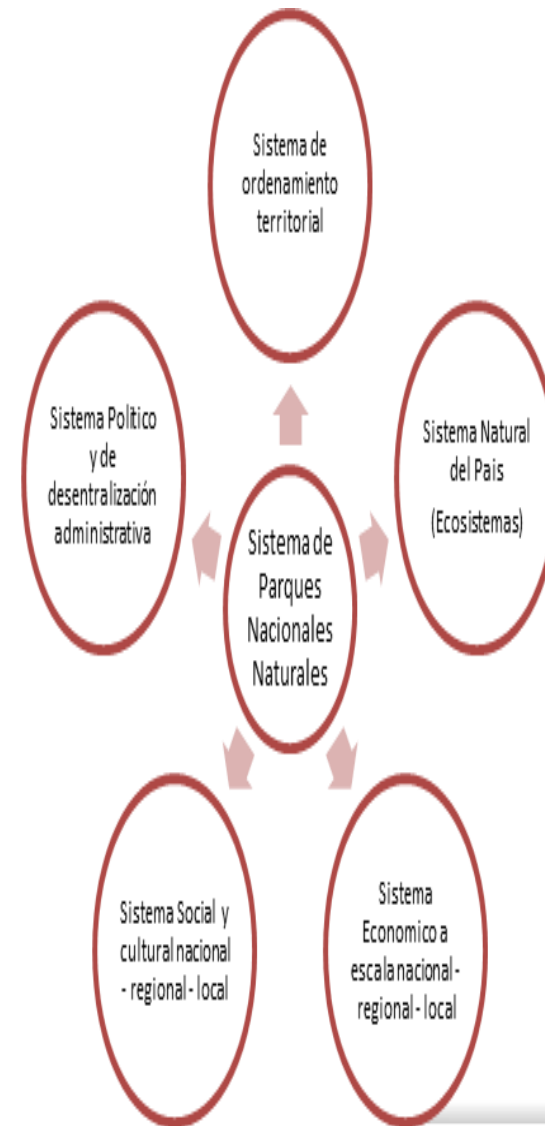 Sistema de
ordenamiento
territorial
Sistema Político
y de
desentralización
administrativa
Sistema Natural
del Pais
(Ecosistemas)
Sistema de
Parques
Nacionales
Naturales
Sistema Social y
cultural nacional
- regional - local
Sistema
Economico a
escala nacional -
regional - local